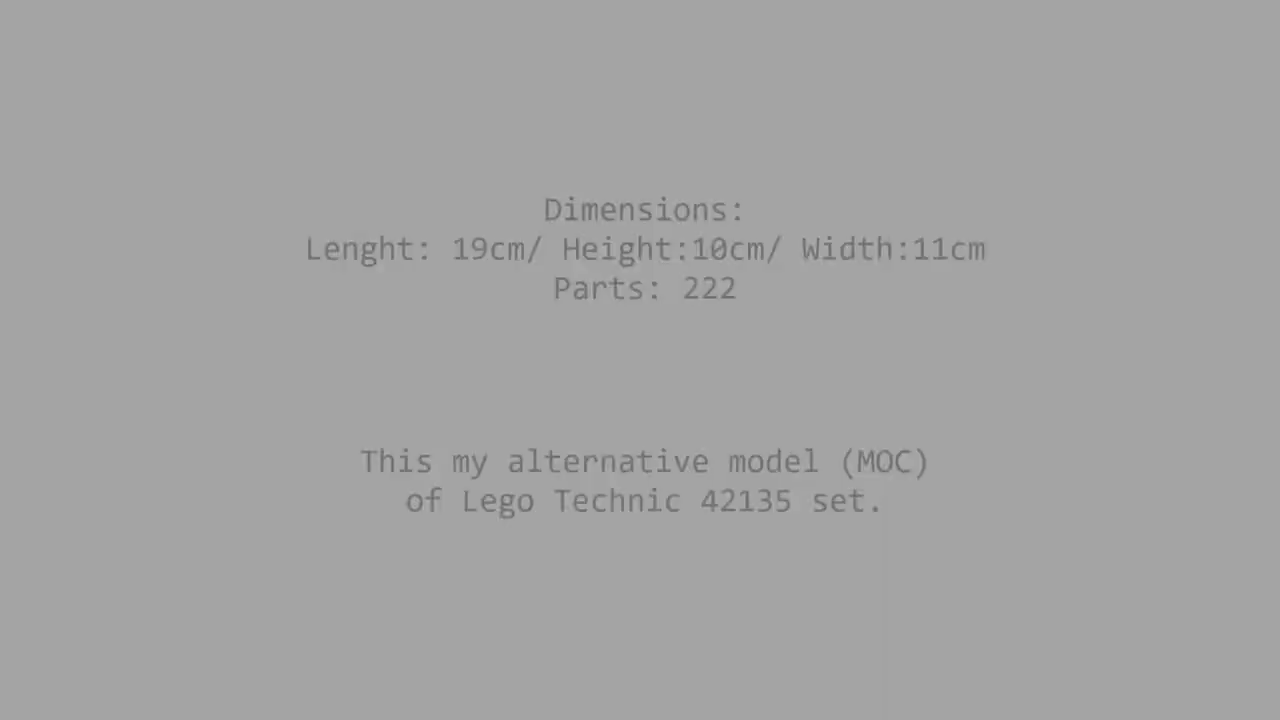 Dimensions:
Lenght: 19cm/ Height:10cm/ Width:11cm
Parts: 222
This my alternative model (MOC)
of Lego Technic 42135 set.